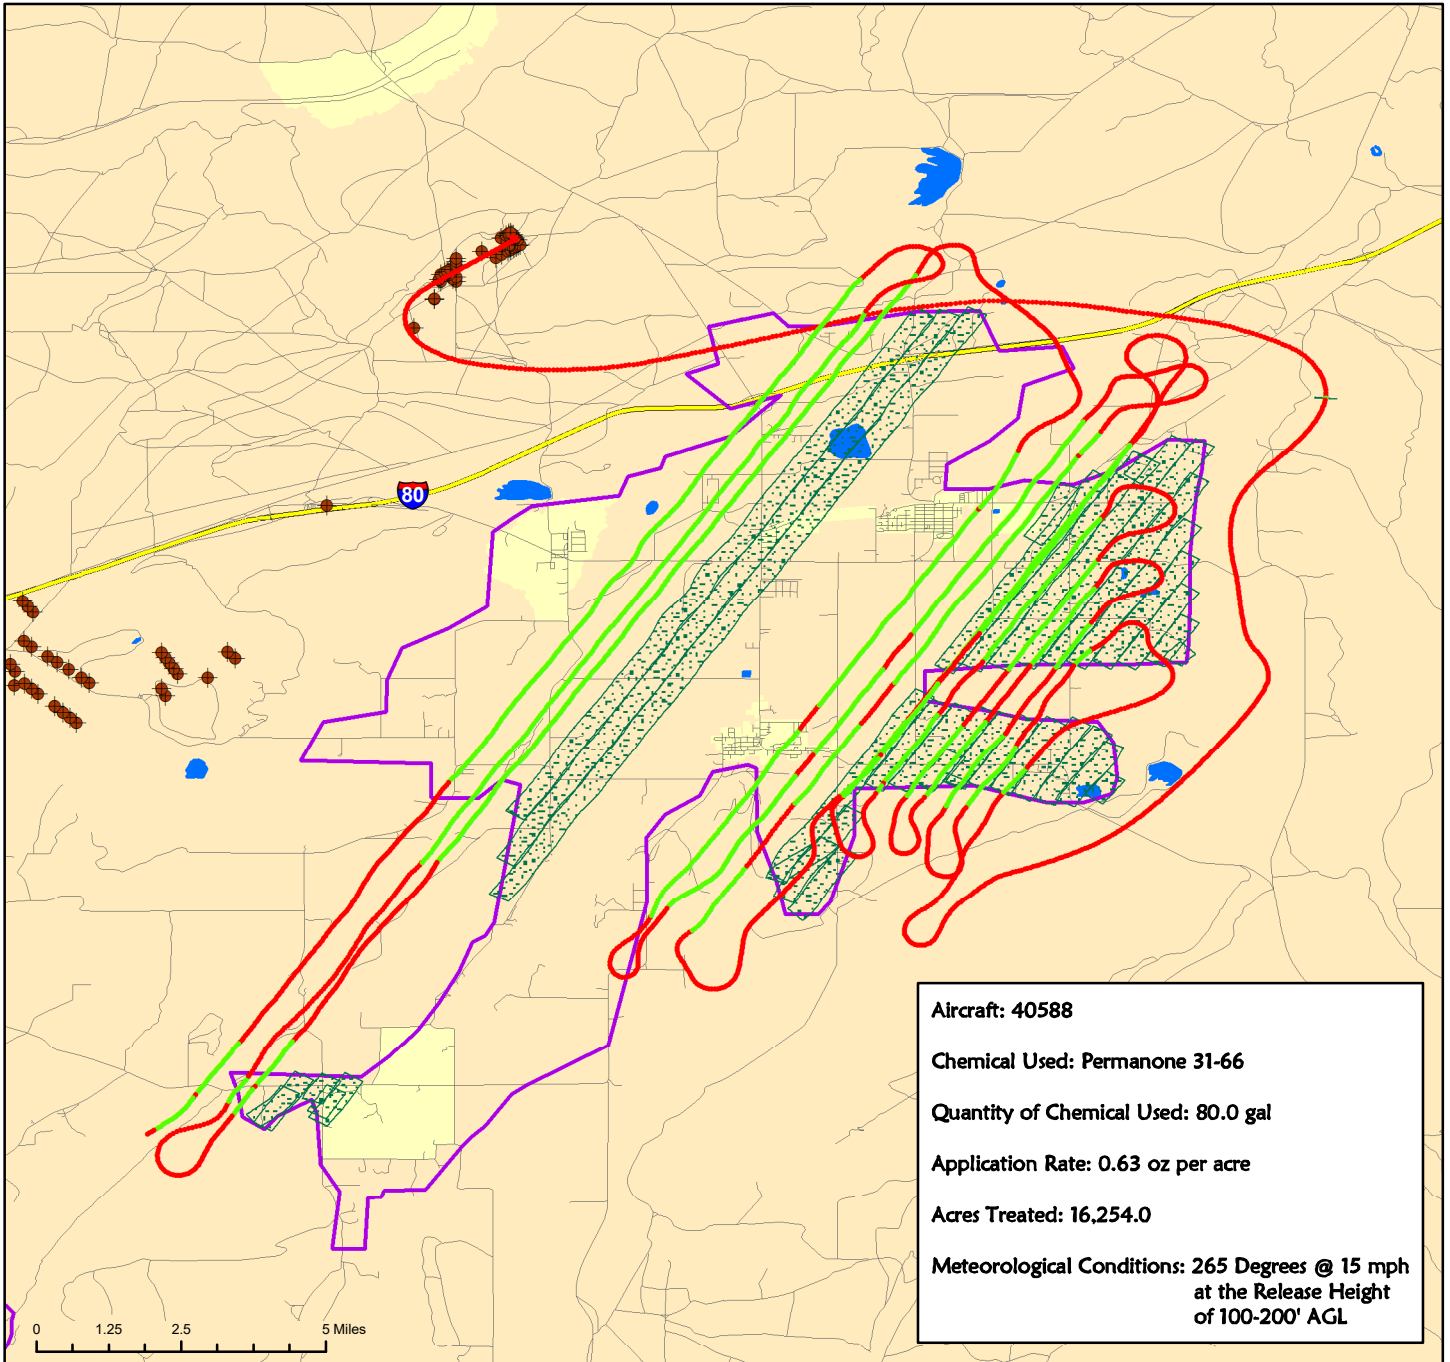 80
Aircraft: 40588
Chemical Used: Permanone 31-66
Quantity of Chemical Used: 80.0 gal
Application Rate: 0.63 oz per acre
Acres Treated: 16,254.0
Meteorological Conditions: 265 Degrees @ 15 mph
at the Release Height
of 100-200' AGL
0 1.25 2.5 5 Miles